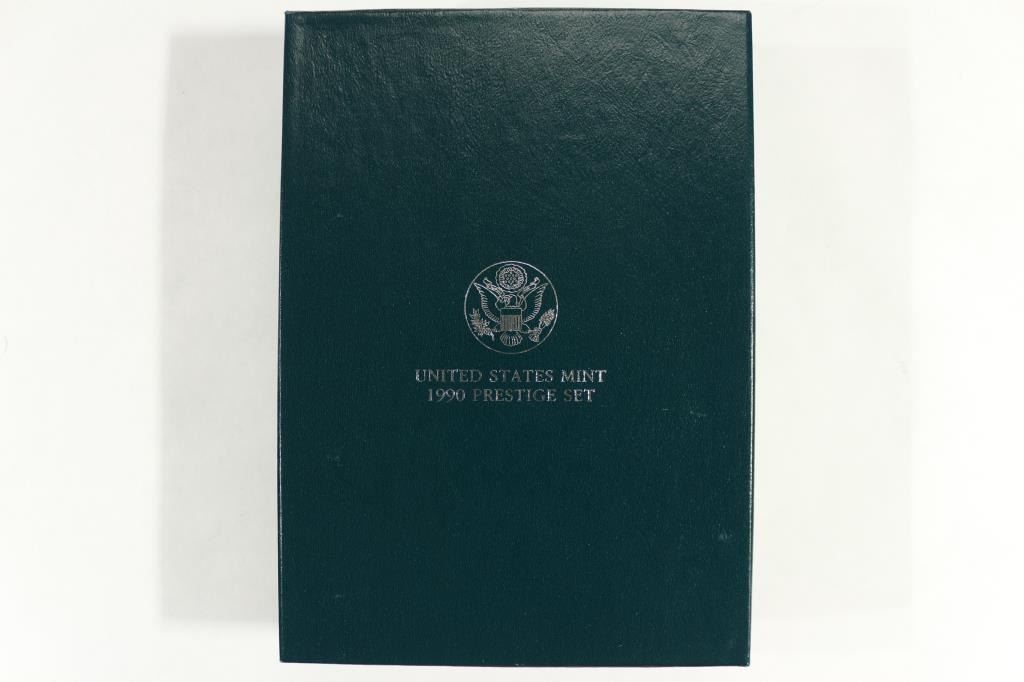 UNITED STATES MINT
1990 PRESTIGE SET